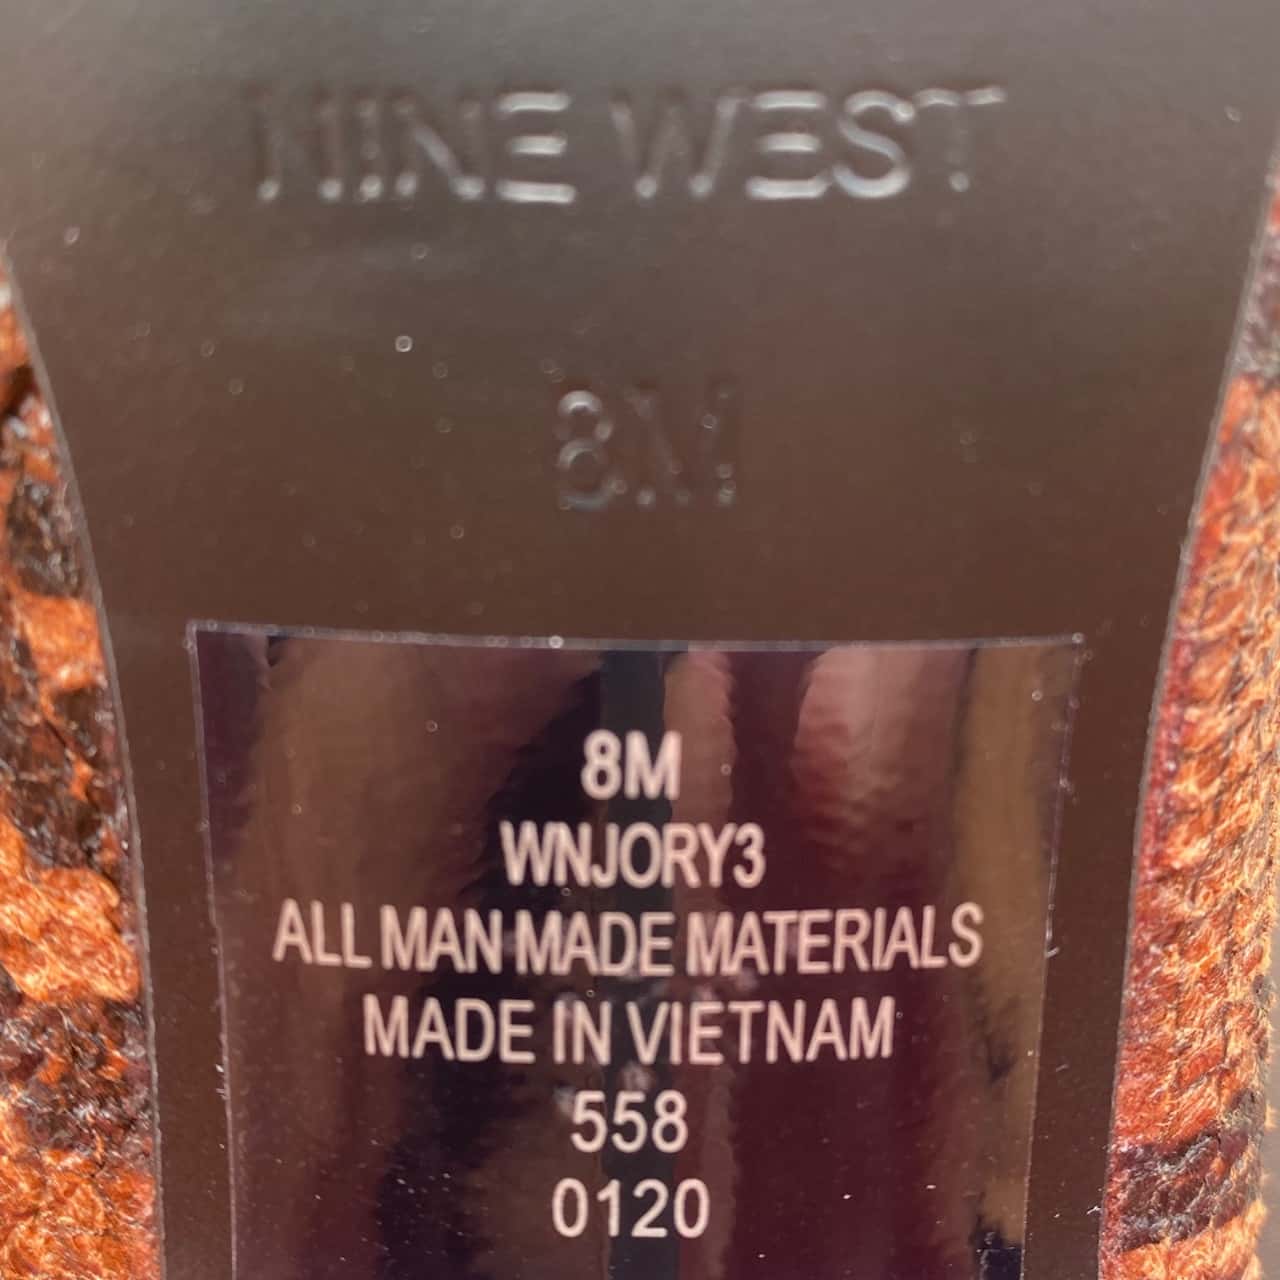 NINE WEST
8M
8M
WNJORY3
ALL MAN MADE MATERIALS
MADE IN VIETNAM
558
0120